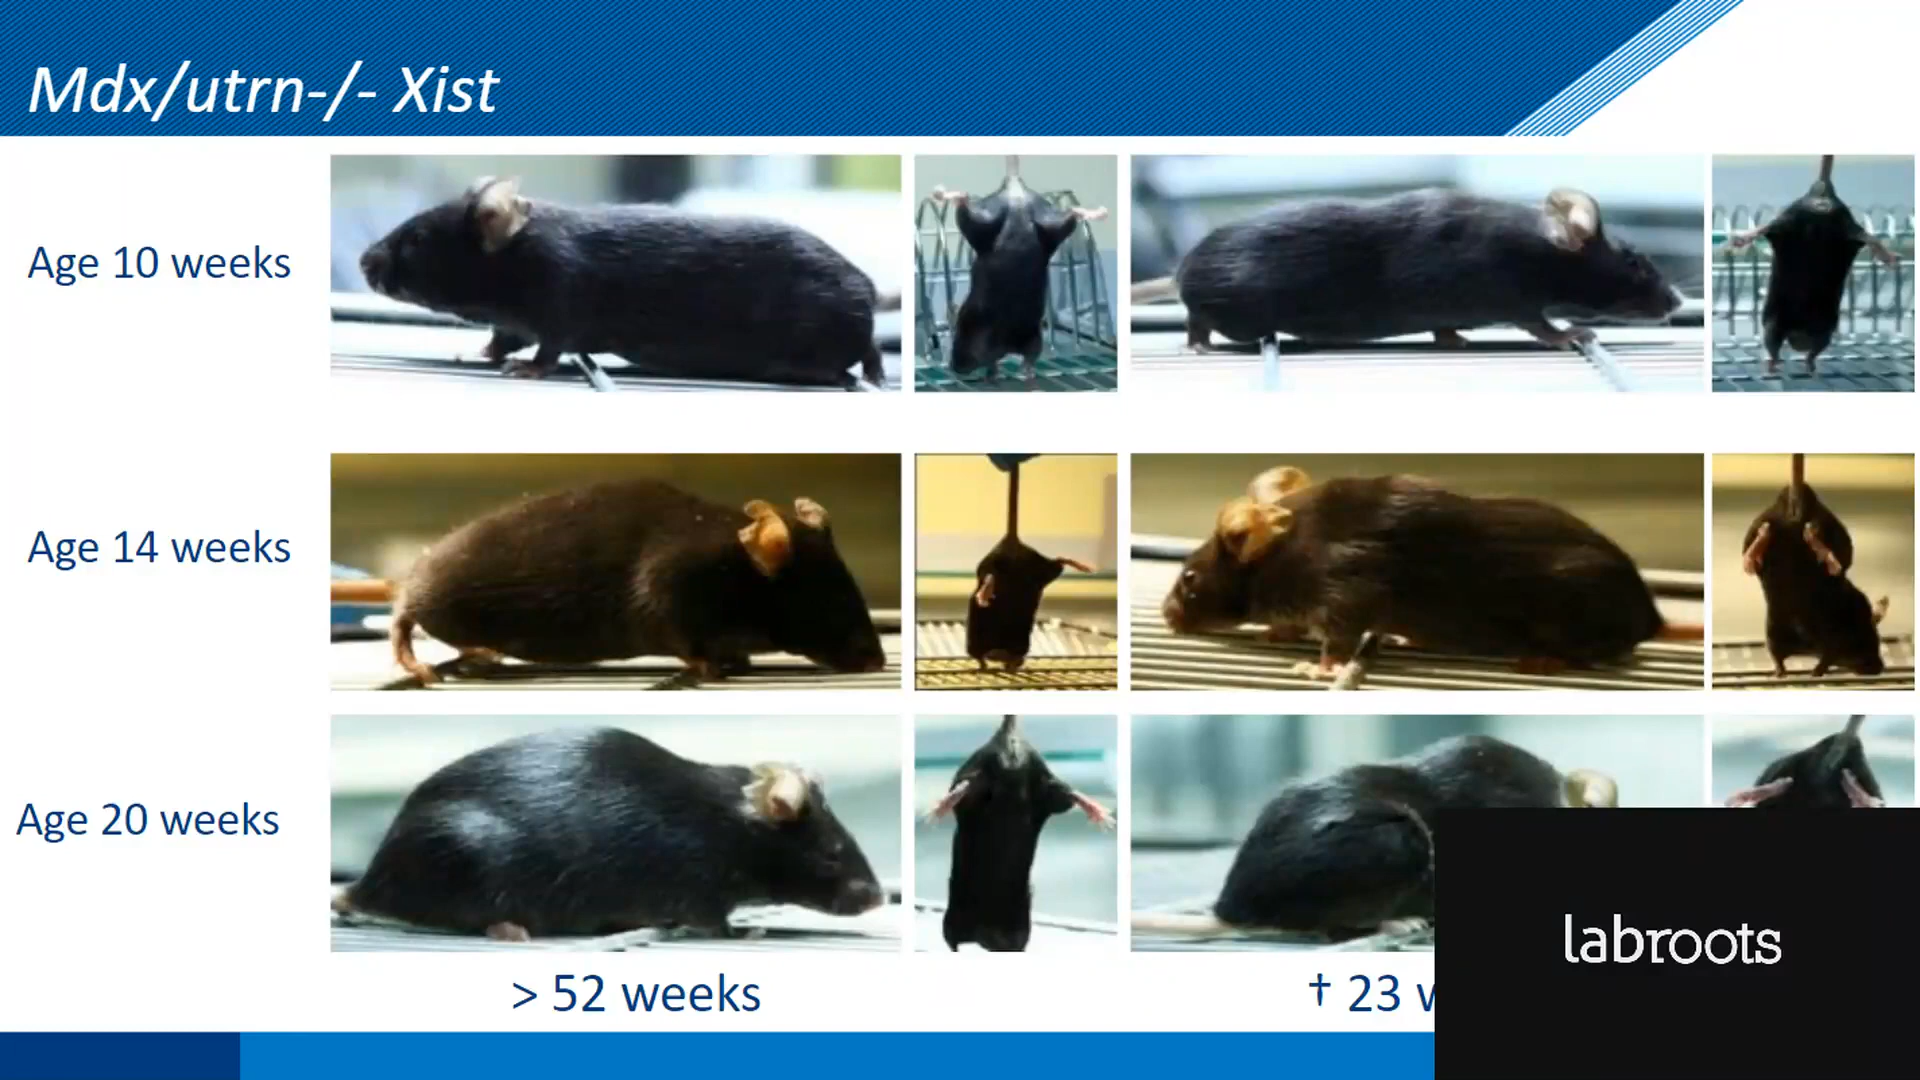 Mdx/utrn-/- Xist
Age 10 weeks
Age 14 weeks
Age 20 weeks
> 52 weeks
† 23
labroots